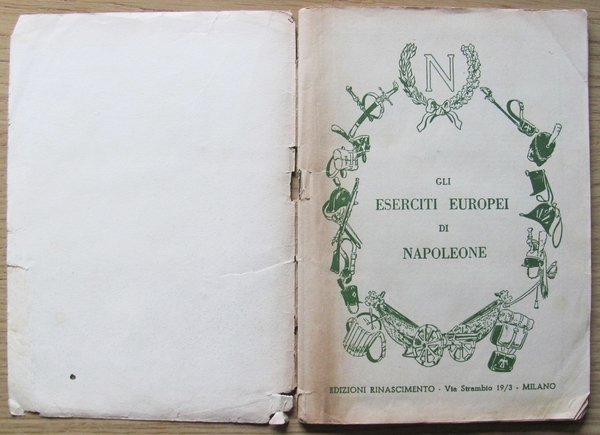 N
GLI
ESERCITI EUROPEI
DI
NAPOLEONE
EDIZIONI RINASCIMENTO - Via Strambio 19/3 - MILANO